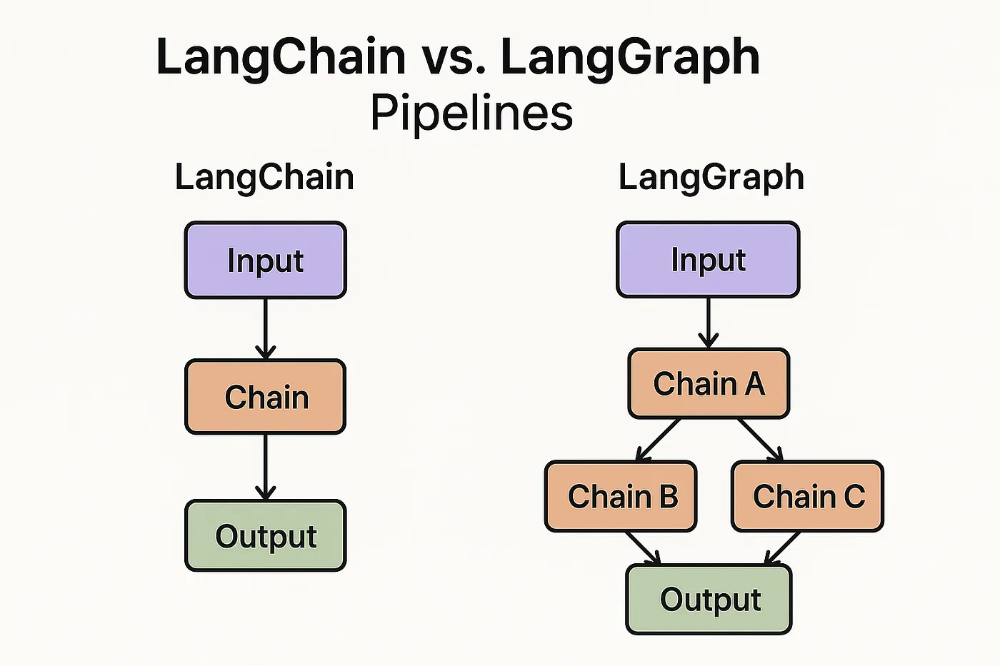 LangChain vs. LangGraph
Pipelines
LangChain
Input
Chain
Output
LangGraph
Input
Chain A
Chain B
Chain C
Output